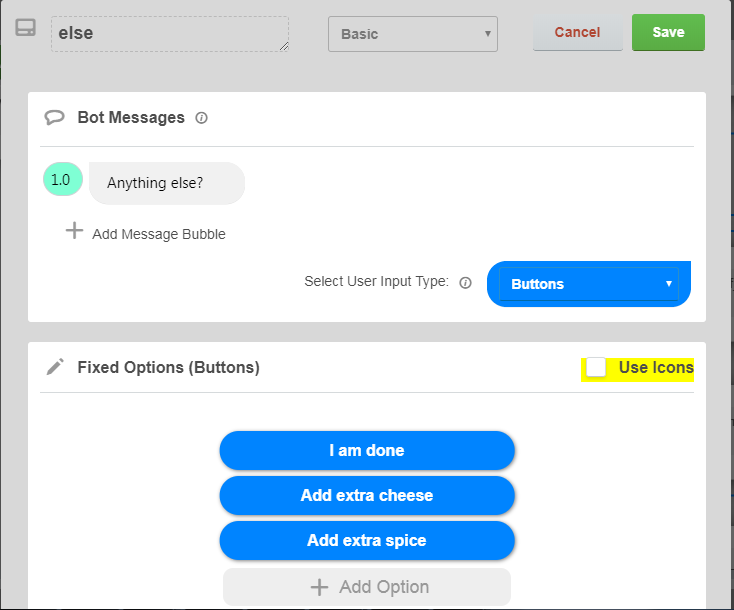 else
Basic
Cancel
Save
Bot Messages
1.0
Anything else?
Add Message Bubble
Select User Input Type:
Buttons
Fixed Options (Buttons)
Use Icons
I am done
Add extra cheese
Add extra spice
Add Option